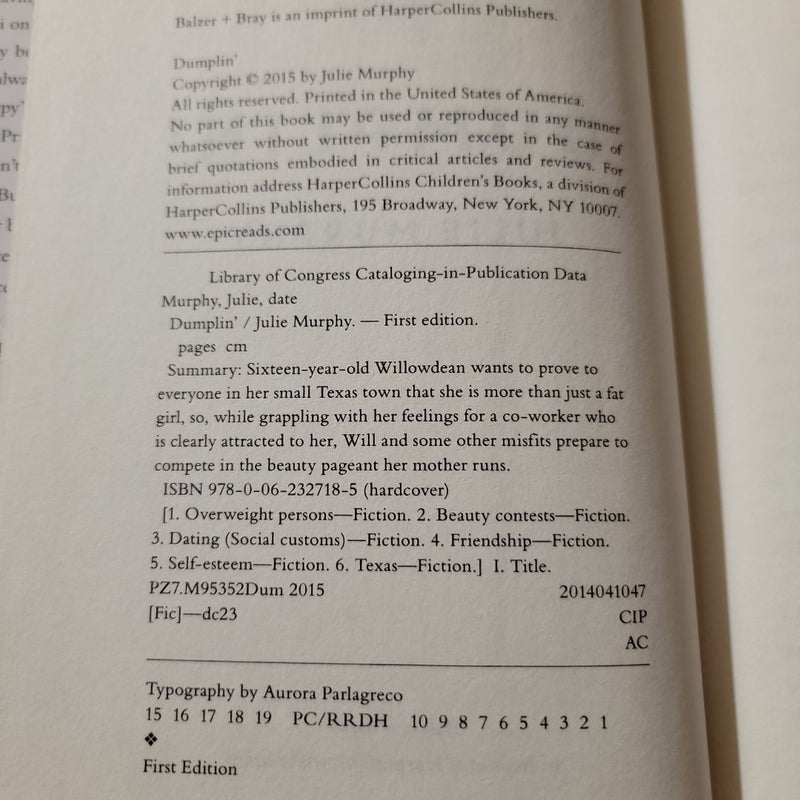 Balzer + Bray is an imprint of HarperCollins Publishers.
Dumplin'
Copyright © 2015 by Julie Murphy
All rights reserved. Printed in the United States of America.
No part of this book may be used or reproduced in any manner
whatsoever without written permission except in the case of
brief quotations embodied in critical articles and reviews. For
information address HarperCollins Children's Books, a division of
HarperCollins Publishers, 195 Broadway, New York, NY 10007.
www.epicreads.com
Library of Congress Cataloging-in-Publication Data
Murphy, Julie, date
Dumplin' / Julie Murphy. — First edition.
pages cm
Summary: Sixteen-year-old Willowdean wants to prove to
everyone in her small Texas town that she is more than just a fat
girl, so, while grappling with her feelings for a co-worker who
is clearly attracted to her, Will and some other misfits prepare to
compete in the beauty pageant her mother runs.
ISBN 978-0-06-232718-5 (hardcover)
[1. Overweight persons—Fiction. 2. Beauty contests—Fiction.
3. Dating (Social customs)—Fiction. 4. Friendship—Fiction.
5. Self-esteem—Fiction. 6. Texas—Fiction.] I. Title.
PZ7.M95352Dum 2015 2014041047
[Fic]—dc23 CIP
AC
Typography by Aurora Parlagreco
15 16 17 18 19 PC/RRDH 10 9 8 7 6 5 4 3 2 1
❖
First Edition